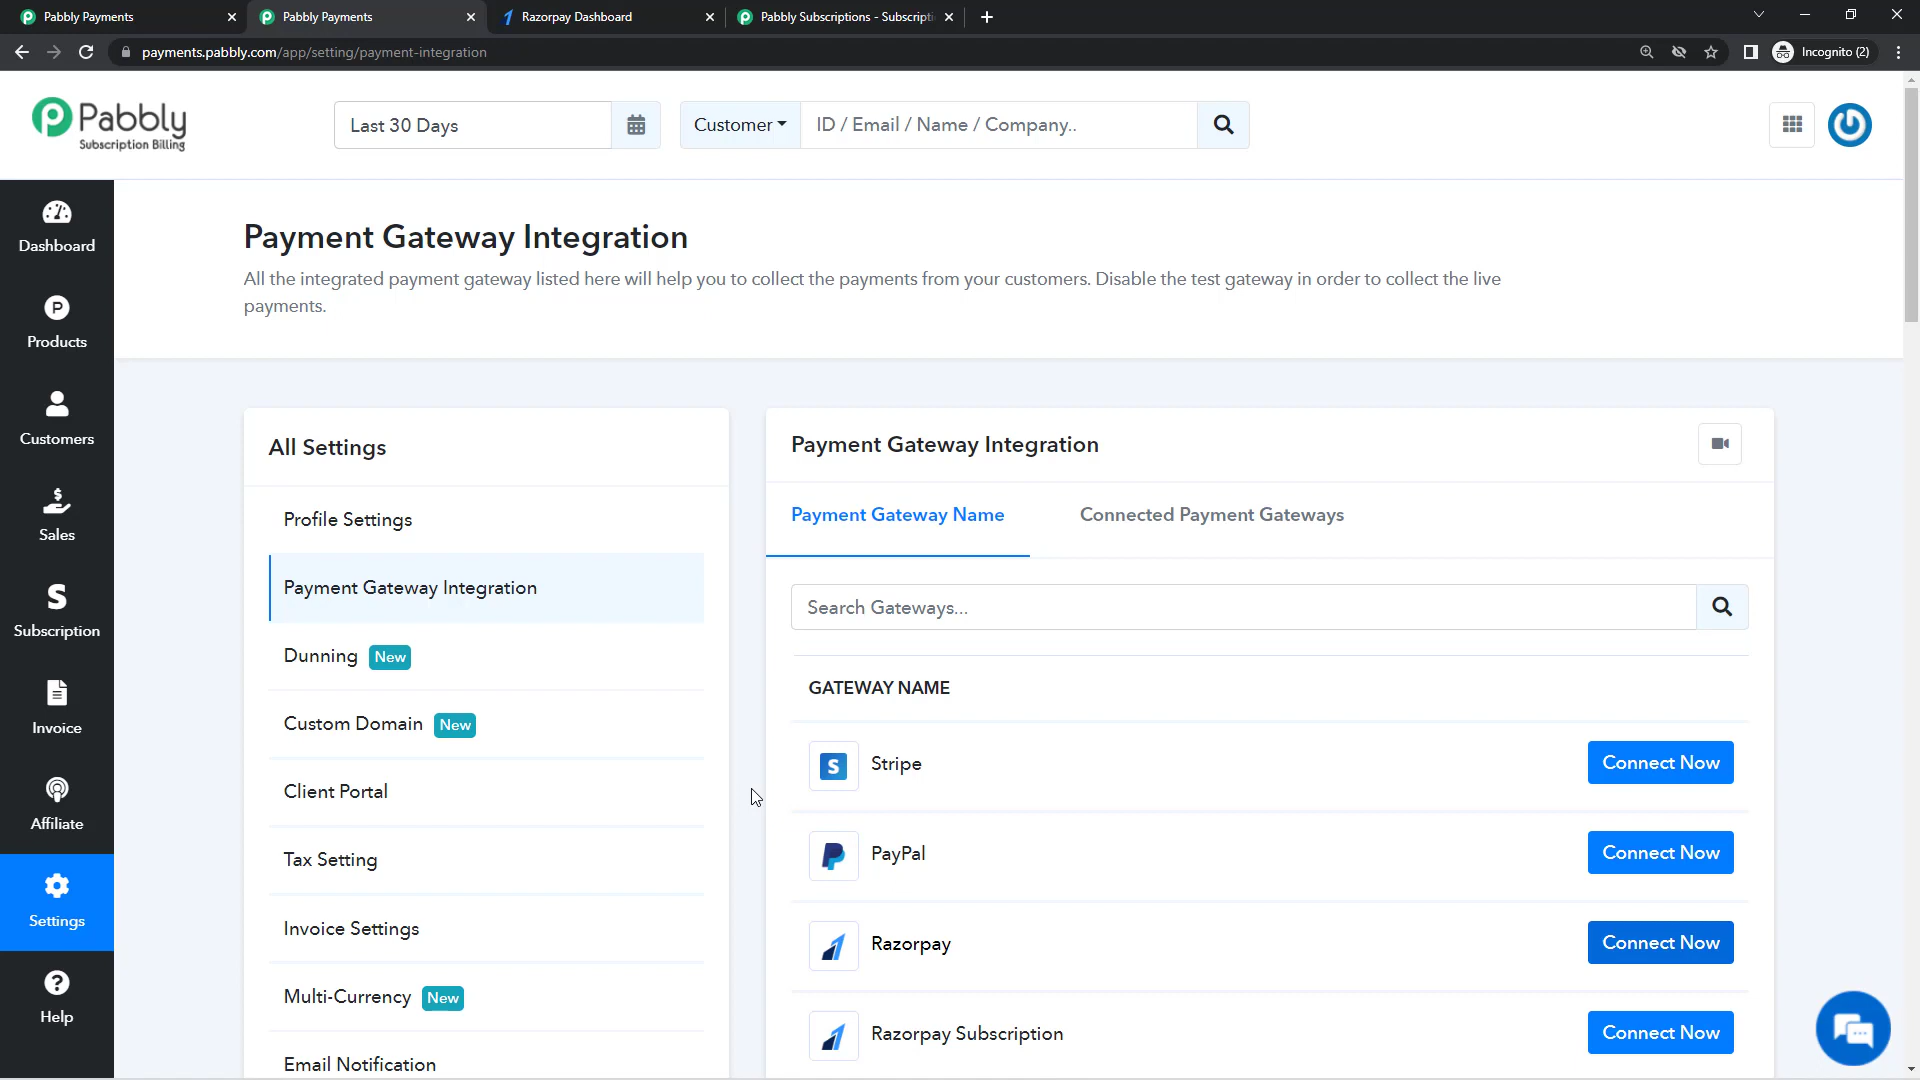 Pabbly Payments
Pabbly Payments
Razorpay Dashboard
Pabbly Subscriptions - Subscripti
payments.pabbly.com/app/setting/payment-integration
Incognito (2)
Pabbly
Subscription Billing
Last 30 Days
Customer
ID / Email / Name / Company..
Dashboard
Products
Customers
Sales
Subscription
Invoice
Affiliate
Settings
Help
Payment Gateway Integration
All the integrated payment gateway listed here will help you to collect the payments from your customers. Disable the test gateway in order to collect the live
payments.
All Settings
Profile Settings
Payment Gateway Integration
Dunning New
Custom Domain New
Client Portal
Tax Setting
Invoice Settings
Multi-Currency New
Email Notification
Payment Gateway Integration
Payment Gateway Name
Connected Payment Gateways
Search Gateways...
GATEWAY NAME
Stripe
Connect Now
PayPal
Connect Now
Razorpay
Connect Now
Razorpay Subscription
Connect Now